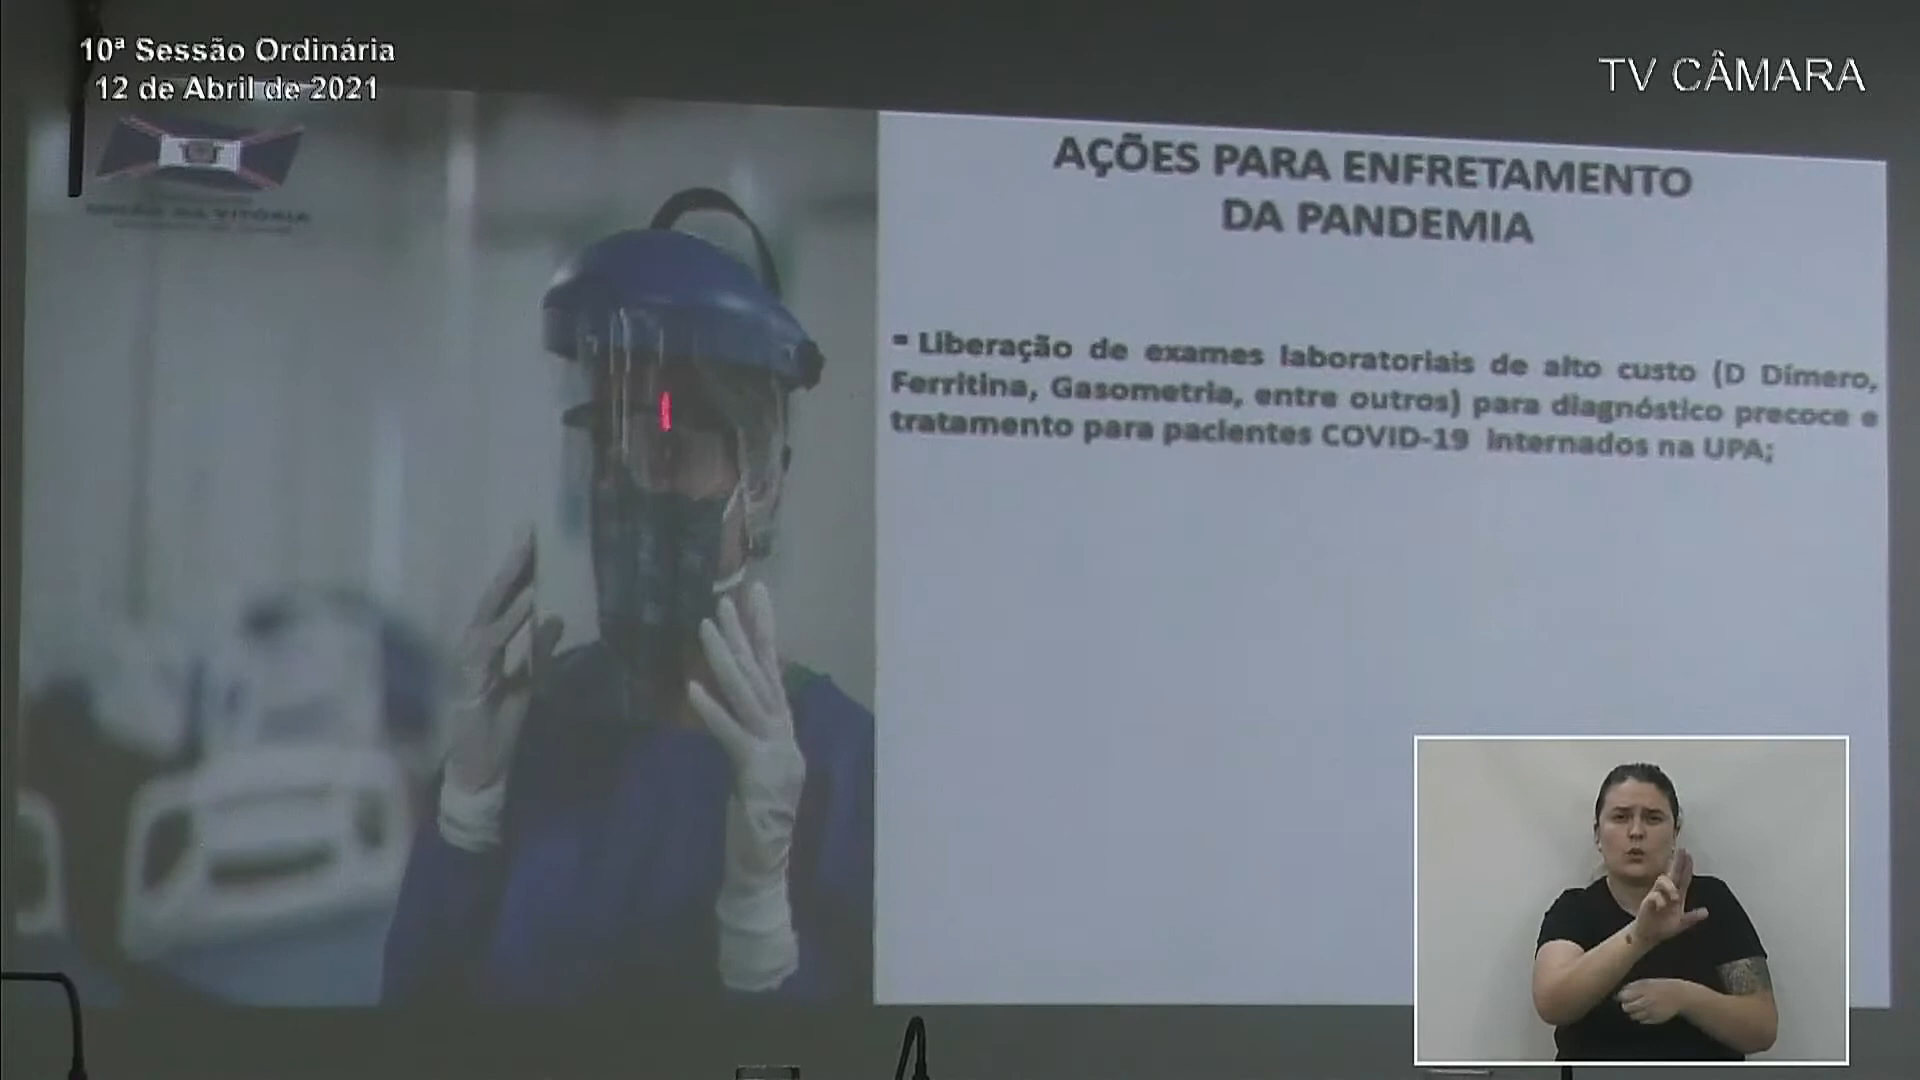 10ª Sessão Ordinária
12 de Abril de 2021
TV CÂMARA
AÇÕES PARA ENFRETAMENTO
DA PANDEMIA
Liberação de exames laboratoriais de alto custo (D Dímero,
Ferritina, Gasometria, entre outros) para diagnóstico precoce e
tratamento para pacientes COVID-19 internados na UPA;